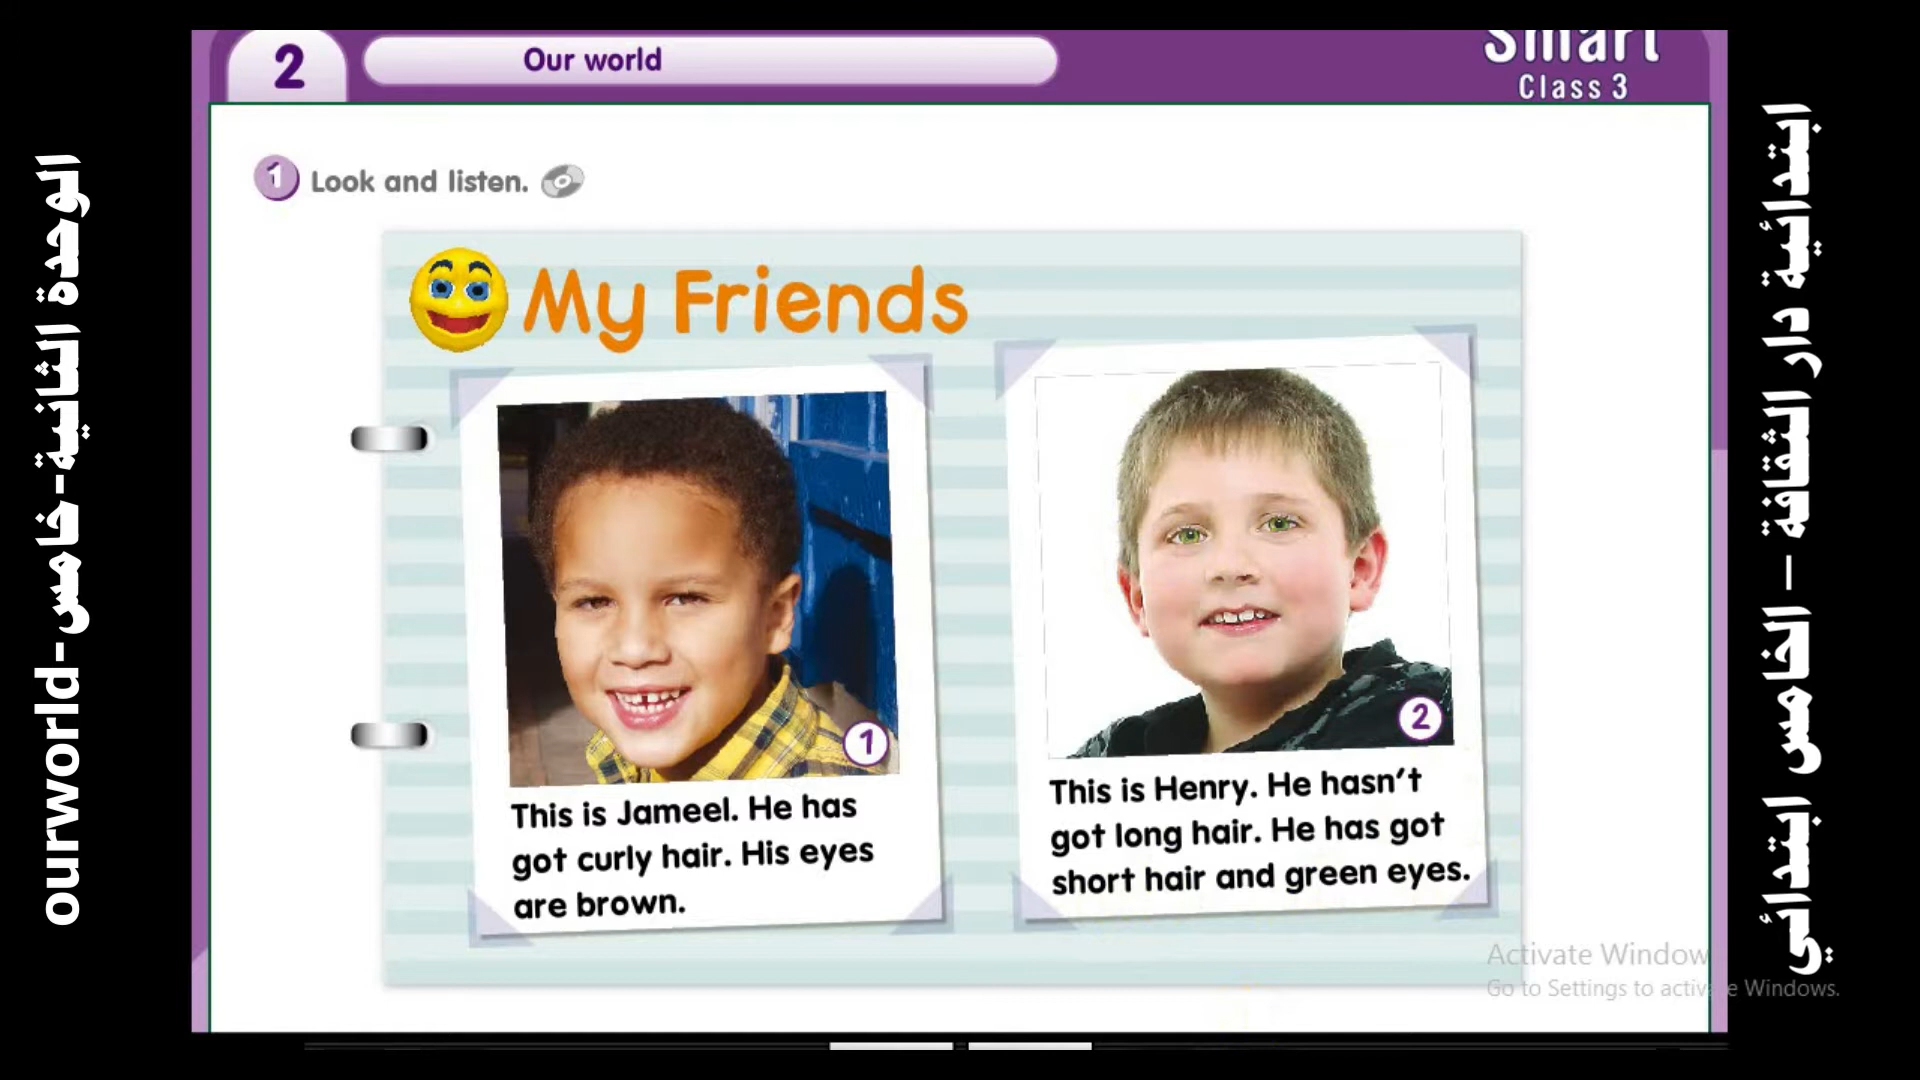 2
Our world
Smart
Class 3
1 Look and listen.
My Friends
1
This is Jameel. He has
got curly hair. His eyes
are brown.
2
This is Henry. He hasn't
got long hair. He has got
short hair and green eyes.
الوحدة الثانية-خامس-ourworld
ابتدائية دار الثقافة – الخامس ابتدائي
Activate Window
Go to Settings to activate Windows.